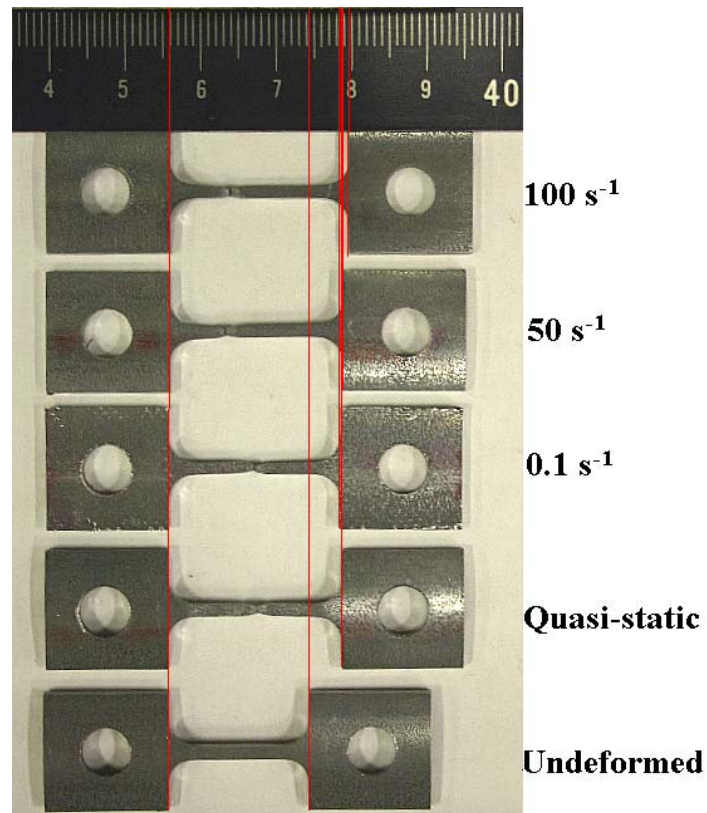 4 5 6 7 8 9 40
100 s⁻¹
50 s⁻¹
0.1 s⁻¹
Quasi-static
Undeformed